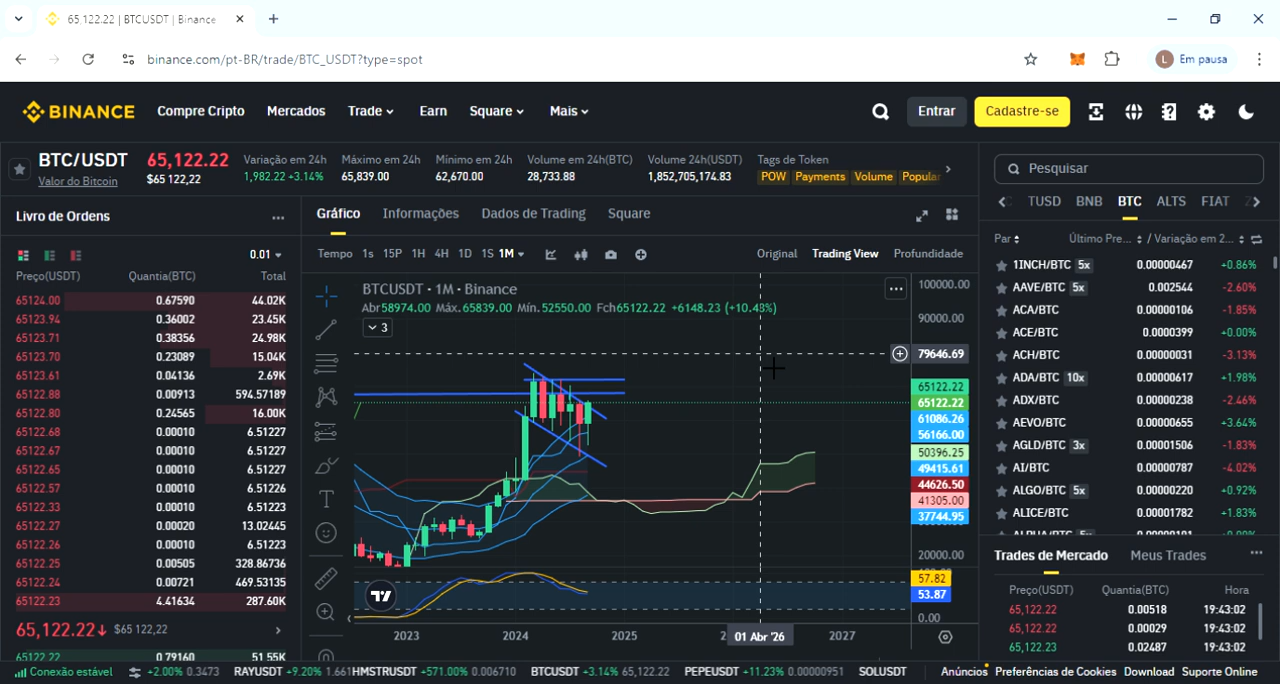 65,122.22 | BTCUSDT | Binance
binance.com/pt-BR/trade/BTC_USDT?type=spot
L Em pausa
BINANCE Compre Cripto Mercados Trade Earn Square Mais Entrar Cadastre-se
BTC/USDT 65,122.22 Variação em 24h Máximo em 24h Mínimo em 24h Volume em 24h(BTC) Volume 24h(USDT) Tags de Token
Valor do Bitcoin $65 122,22 1,982.22 +3.14% 65,839.00 62,670.00 28,733.88 1,852,705,174.83 POW Payments Volume Popular
Livro de Ordens
0.01
Preço(USDT) Quantia(BTC) Total
65124.00 0.67590 44.02K
65123.94 0.36002 23.45K
65123.71 0.38356 24.98K
65123.70 0.23089 15.04K
65123.61 0.04136 2.69K
65122.88 0.00913 594.57189
65122.80 0.24565 16.00K
65122.68 0.00010 6.51227
65122.67 0.00010 6.51227
65122.65 0.00010 6.51227
65122.57 0.00010 6.51226
65122.33 0.00010 6.51223
65122.27 0.00020 13.02445
65122.26 0.00010 6.51223
65122.25 0.00505 328.86736
65122.24 0.00721 469.53135
65122.23 4.41634 287.60K
65,122.22↓ $65 122,22
65122.22 0.79160 51.55K
Gráfico Informações Dados de Trading Square
Tempo 1s 15P 1H 4H 1D 1S 1M Original Trading View Profundidade
BTCUSDT · 1M · Binance
Abr58974.00 Máx.65839.00 Mín.52550.00 Fch65122.22 +6148.23 (+10.43%)
3
100000.00
90000.00
79646.69
65122.22
65122.22
61086.26
56166.00
50396.25
49415.61
44626.50
41305.00
37744.95
20000.00
57.82
53.87
0.00
2023 2024 2025 01 Abr '26 2027
Pesquisar
TUSD BNB BTC ALTS FIAT
Par Último Pre... / Variação em 2...
1INCH/BTC 5x 0.00000467 +0.86%
AAVE/BTC 5x 0.002544 -2.60%
ACA/BTC 0.00000106 -1.85%
ACE/BTC 0.0000399 +0.00%
ACH/BTC 0.00000031 -3.13%
ADA/BTC 10x 0.00000617 +1.98%
ADX/BTC 0.00000238 -2.46%
AEVO/BTC 0.00000655 +3.64%
AGLD/BTC 3x 0.00001506 -1.83%
AI/BTC 0.00000787 -4.02%
ALGO/BTC 5x 0.00000220 +0.92%
ALICE/BTC 0.00001782 +1.83%
Trades de Mercado Meus Trades
Preço(USDT) Quantia(BTC) Hora
65,122.22 0.00518 19:43:02
65,122.22 0.00029 19:43:02
65,122.23 0.02487 19:43:02
Conexão estável +2.00% 0.3473 RAYUSDT +9.20% 1.661 HMSTRUSDT +571.00% 0.006710 BTCUSDT +3.14% 65,122.22 PEPEUSDT +11.23% 0.00000951 SOLUSDT Anúncios Preferências de Cookies Download Suporte Online